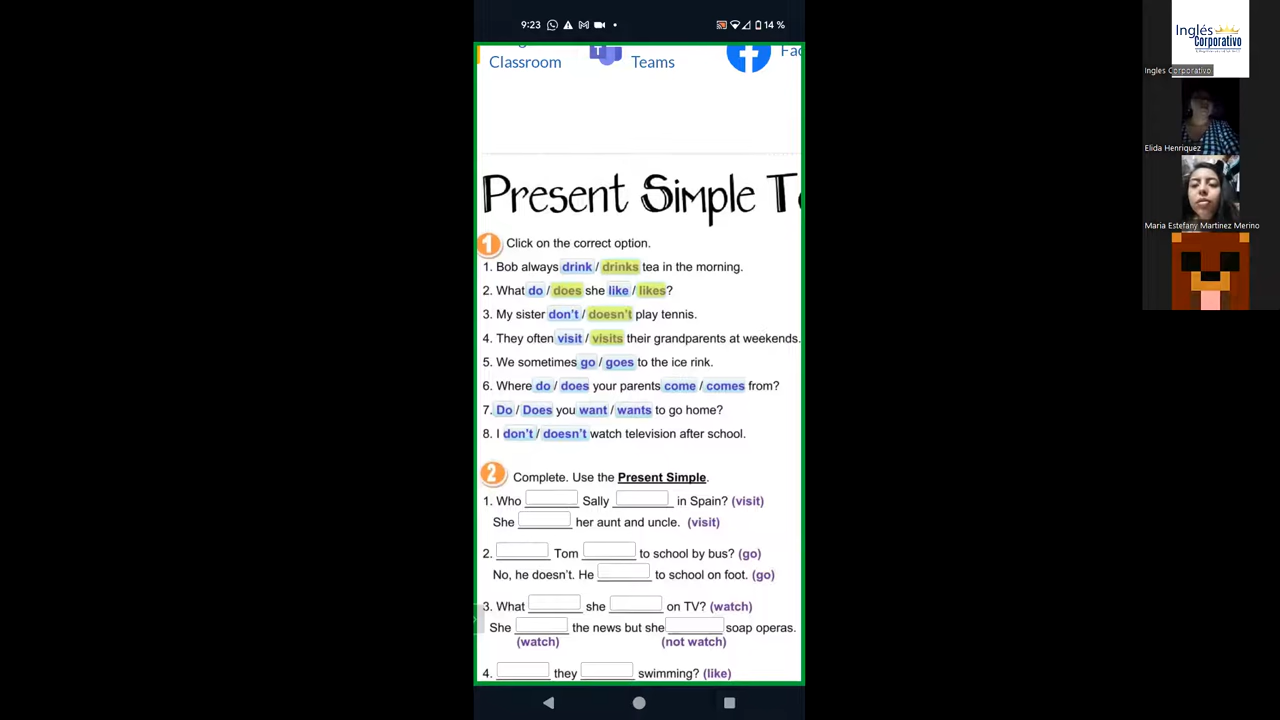 9:23
14 %
Classroom
Teams
Present Simple T
1 Click on the correct option.
1. Bob always drink / drinks tea in the morning.
2. What do / does she like / likes?
3. My sister don't / doesn't play tennis.
4. They often visit / visits their grandparents at weekends.
5. We sometimes go / goes to the ice rink.
6. Where do / does your parents come / comes from?
7. Do / Does you want / wants to go home?
8. I don't / doesn't watch television after school.
2 Complete. Use the Present Simple.
1. Who Sally in Spain? (visit)
She her aunt and uncle. (visit)
2. Tom to school by bus? (go)
No, he doesn't. He to school on foot. (go)
3. What she on TV? (watch)
She the news but she soap operas.
(watch) (not watch)
4. they swimming? (like)
Inglés
Corporativo
Ingles Corporativo
Elida Henriquez
Maria Estefany Martinez Merino